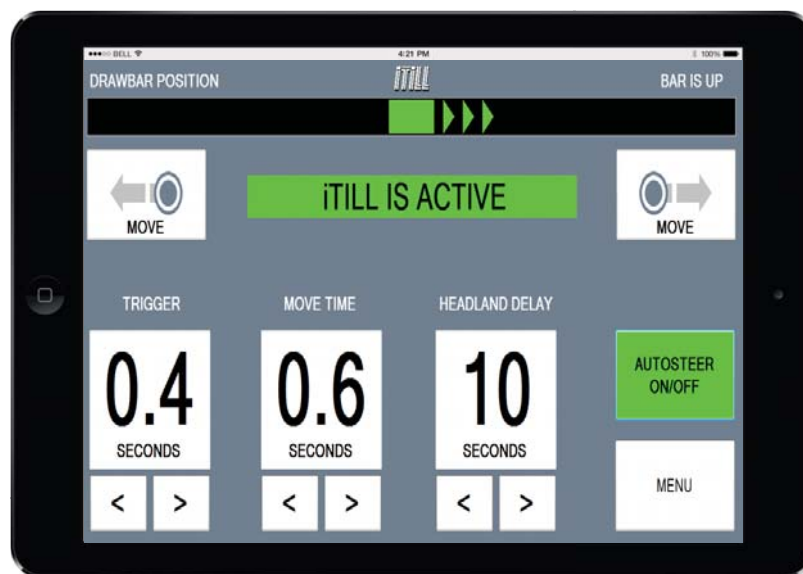 ●●●○○ BELL 4:21 PM 100%
DRAWBAR POSITION iTILL BAR IS UP
iTILL IS ACTIVE
MOVE MOVE
TRIGGER MOVE TIME HEADLAND DELAY
0.4 0.6 10
SECONDS SECONDS SECONDS
AUTOSTEER
ON/OFF
< > < > < >
MENU